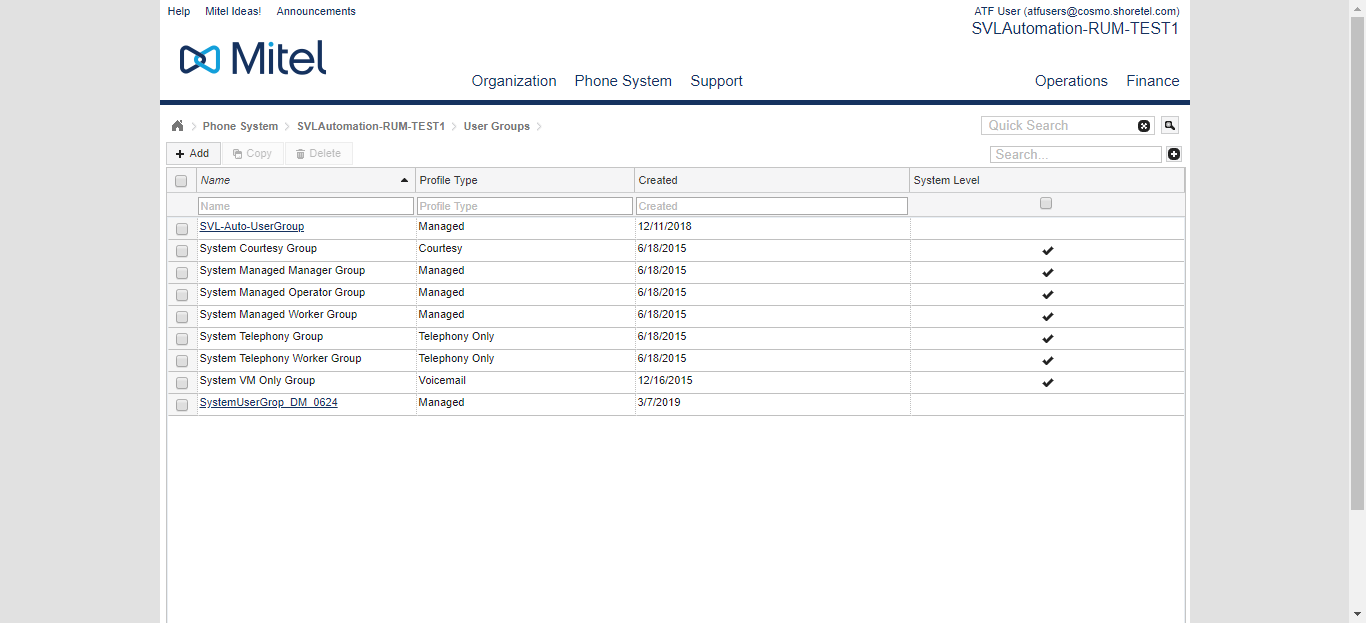 Help Mitel Ideas! Announcements ATF User (atfusers@cosmo.shoretel.com)
SVLAutomation-RUM-TEST1
Mitel
Organization Phone System Support Operations Finance
Phone System SVLAutomation-RUM-TEST1 User Groups Quick Search
Add Copy Delete Search...
Name Profile Type Created System Level
Name Profile Type Created
SVL-Auto-UserGroup Managed 12/11/2018
System Courtesy Group Courtesy 6/18/2015
System Managed Manager Group Managed 6/18/2015
System Managed Operator Group Managed 6/18/2015
System Managed Worker Group Managed 6/18/2015
System Telephony Group Telephony Only 6/18/2015
System Telephony Worker Group Telephony Only 6/18/2015
System VM Only Group Voicemail 12/16/2015
SystemUserGrop_DM_0624 Managed 3/7/2019